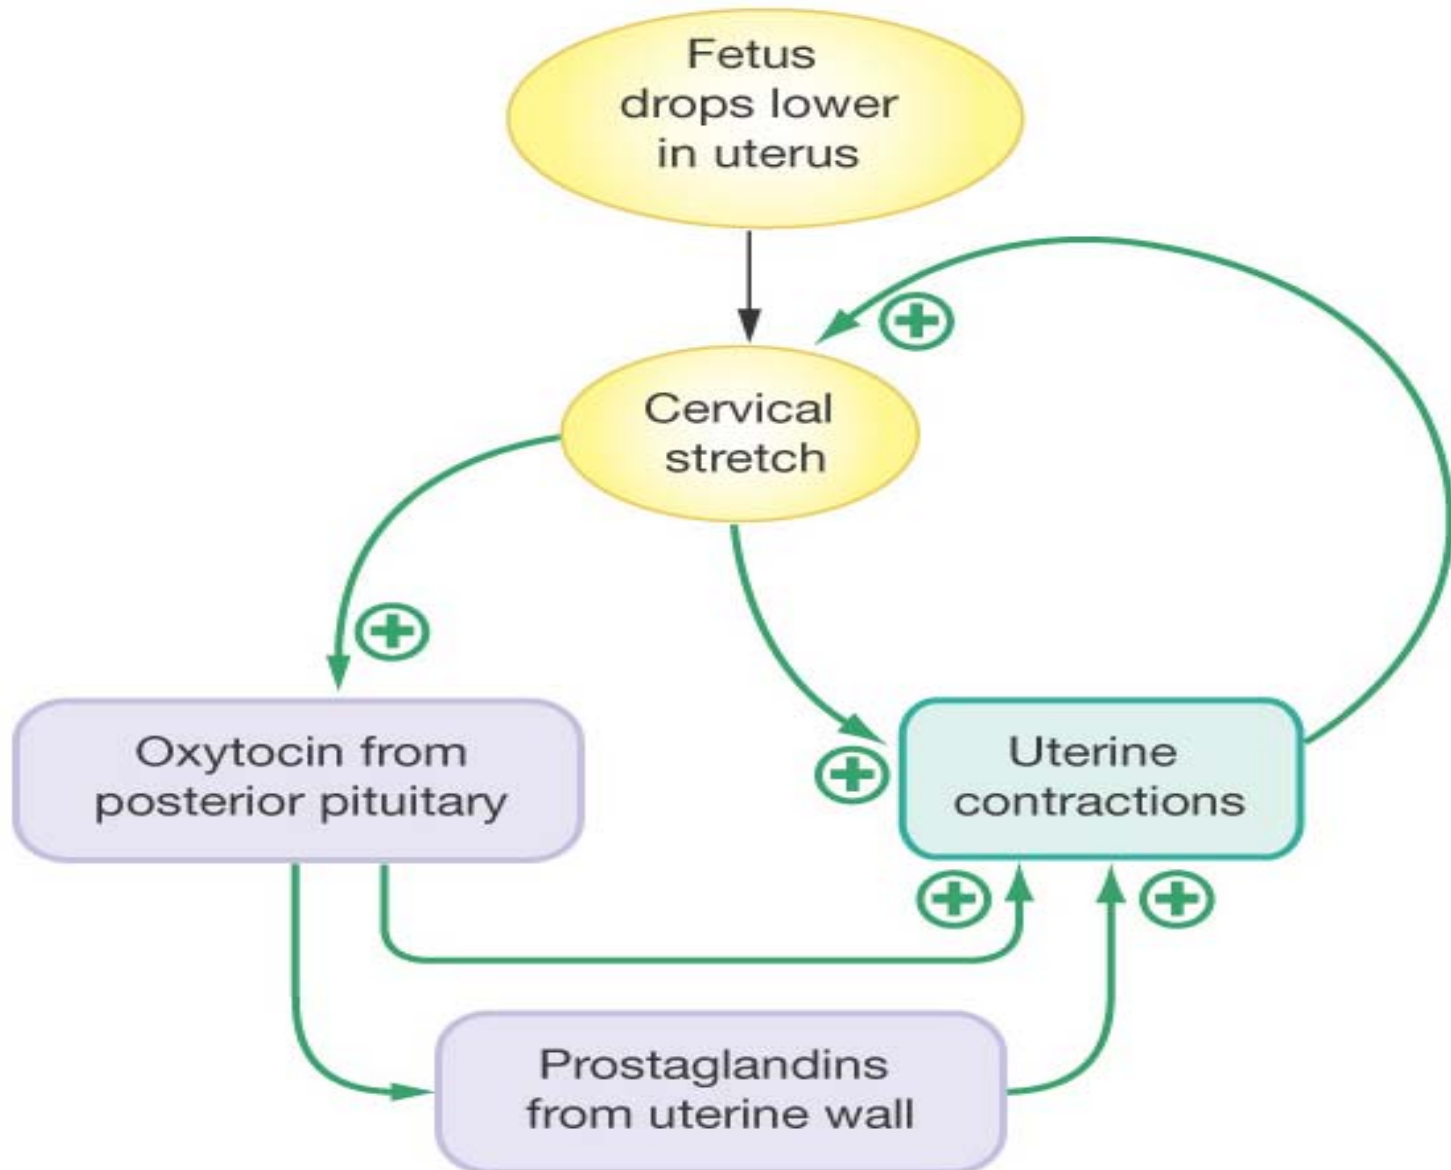 Fetus
drops lower
in uterus
Cervical
stretch
Oxytocin from
posterior pituitary
Uterine
contractions
Prostaglandins
from uterine wall